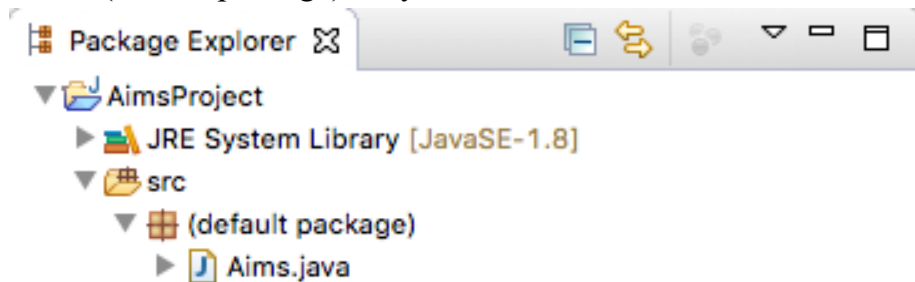 Package Explorer
AimsProject
JRE System Library [JavaSE-1.8]
src
(default package)
Aims.java